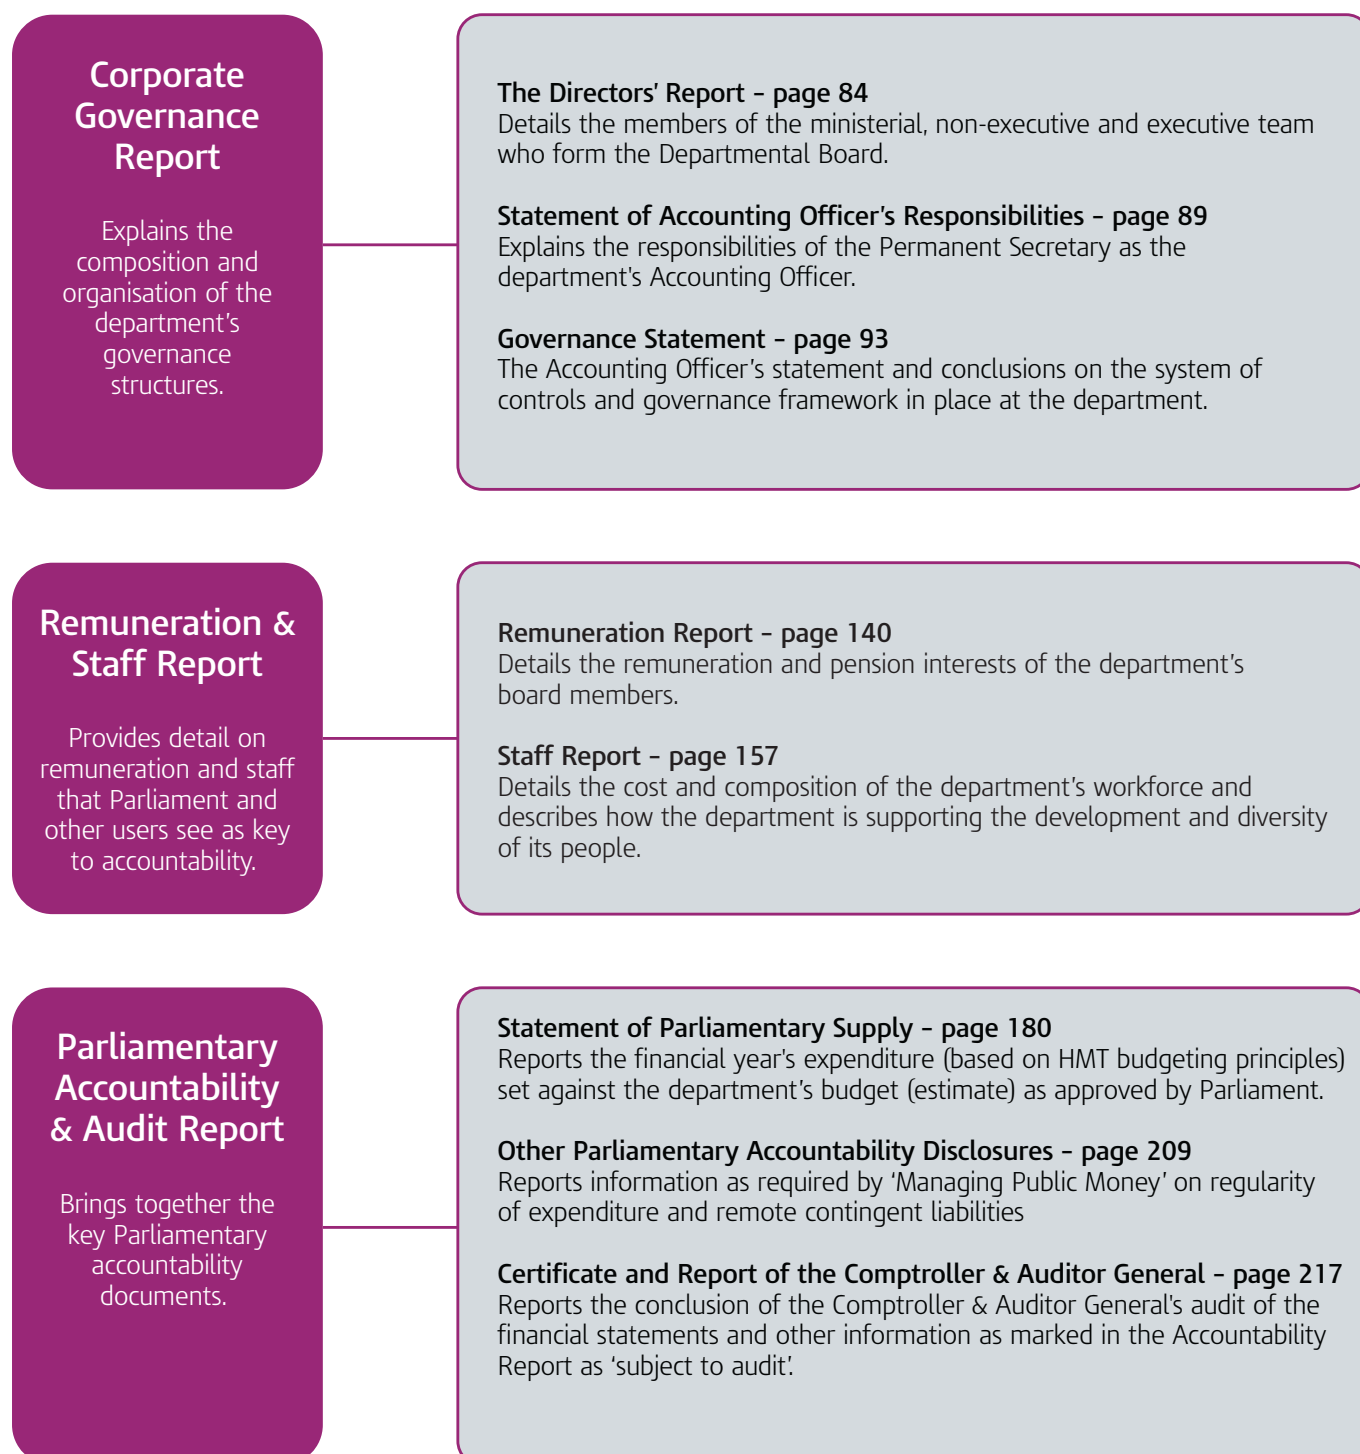 Corporate
Governance
Report
Explains the
composition and
organisation of the
department’s
governance
structures.
The Directors’ Report – page 84
Details the members of the ministerial, non-executive and executive team
who form the Departmental Board.
Statement of Accounting Officer’s Responsibilities – page 89
Explains the responsibilities of the Permanent Secretary as the
department’s Accounting Officer.
Governance Statement – page 93
The Accounting Officer’s statement and conclusions on the system of
controls and governance framework in place at the department.
Remuneration &
Staff Report
Provides detail on
remuneration and staff
that Parliament and
other users see as key
to accountability.
Remuneration Report – page 140
Details the remuneration and pension interests of the department’s
board members.
Staff Report – page 157
Details the cost and composition of the department’s workforce and
describes how the department is supporting the development and diversity
of its people.
Parliamentary
Accountability
& Audit Report
Brings together the
key Parliamentary
accountability
documents.
Statement of Parliamentary Supply – page 180
Reports the financial year's expenditure (based on HMT budgeting principles)
set against the department’s budget (estimate) as approved by Parliament.
Other Parliamentary Accountability Disclosures – page 209
Reports information as required by ‘Managing Public Money’ on regularity
of expenditure and remote contingent liabilities
Certificate and Report of the Comptroller & Auditor General – page 217
Reports the conclusion of the Comptroller & Auditor General's audit of the
financial statements and other information as marked in the Accountability
Report as ‘subject to audit’.